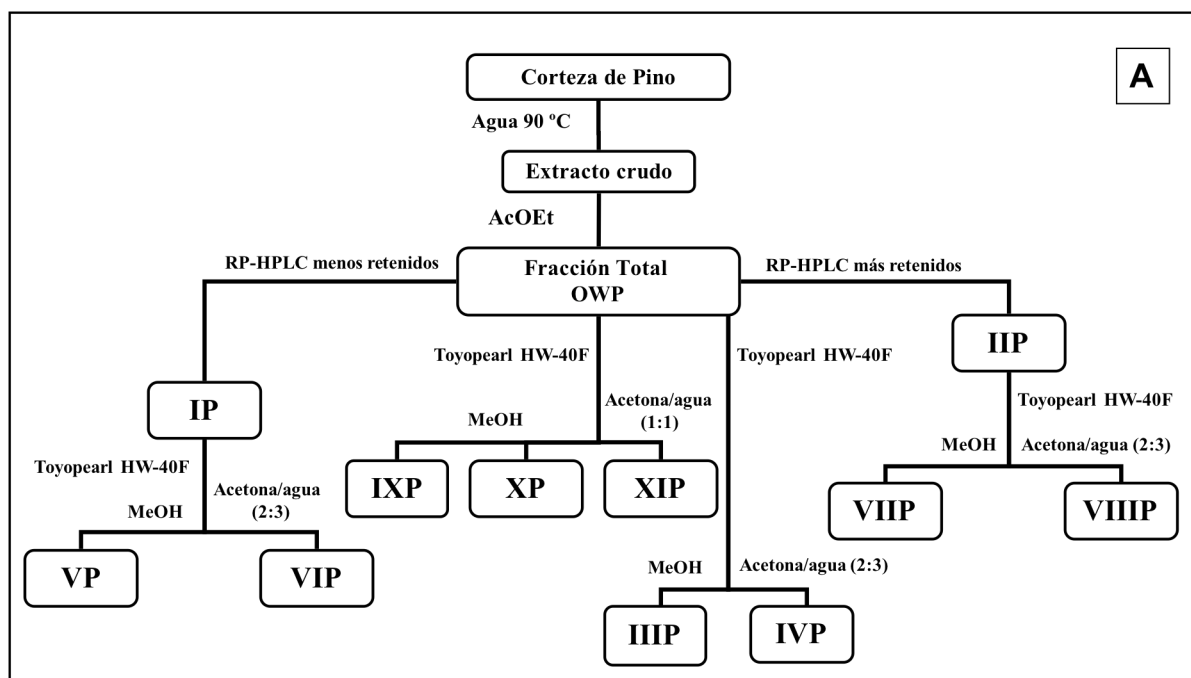 A
Corteza de Pino
Agua 90 ºC
Extracto crudo
AcOEt
Fracción Total
OWP
RP-HPLC menos retenidos
RP-HPLC más retenidos
IP
IIP
Toyopearl HW-40F
MeOH
Acetona/agua
(2:3)
VP
VIP
Toyopearl HW-40F
MeOH
Acetona/agua
(1:1)
IXP
XP
XIP
Toyopearl HW-40F
MeOH
Acetona/agua (2:3)
IIIP
IVP
Toyopearl HW-40F
MeOH
Acetona/agua (2:3)
VIIP
VIIIP